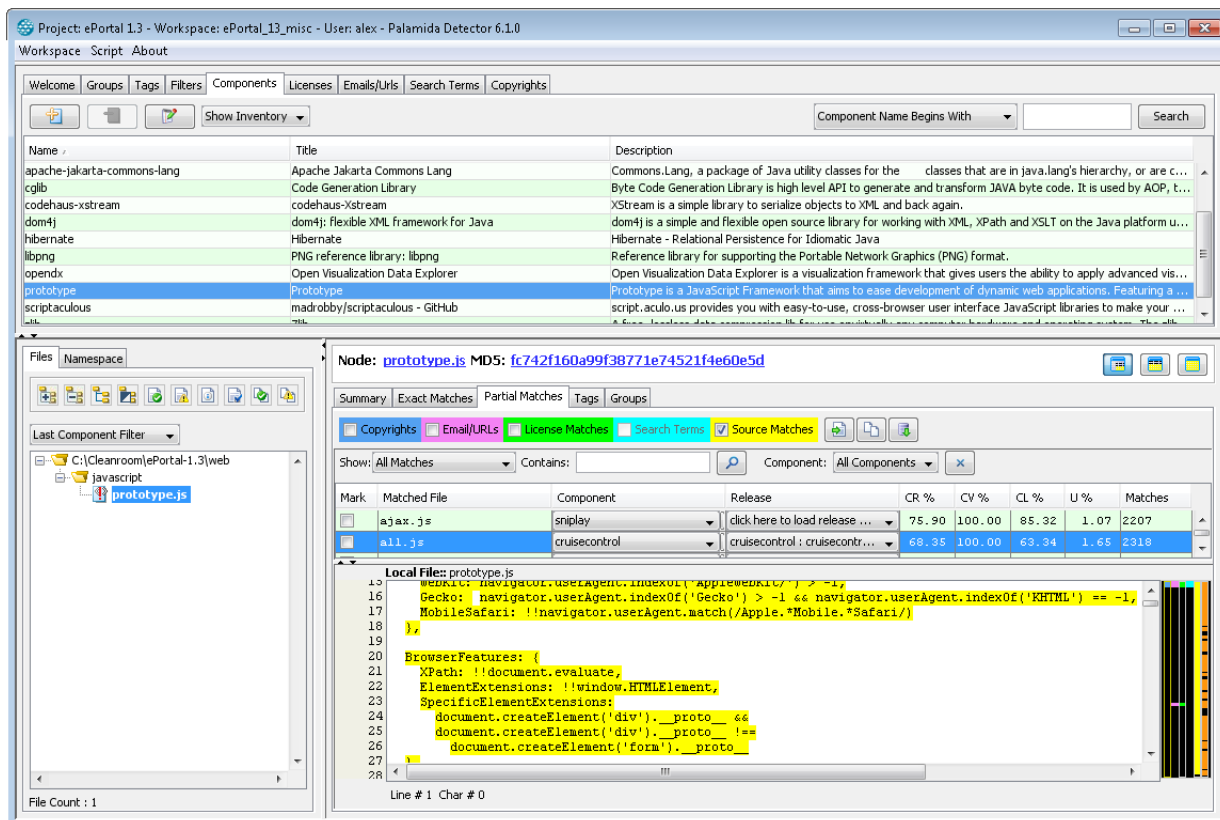 Project: ePortal 1.3 - Workspace: ePortal_13_misc - User: alex - Palamida Detector 6.1.0
Workspace Script About
Welcome Groups Tags Filters Components Licenses Emails/Urls Search Terms Copyrights
Show Inventory Component Name Begins With Search
Name Title Description
apache-jakarta-commons-lang Apache Jakarta Commons Lang Commons.Lang, a package of Java utility classes for the classes that are in java.lang's hierarchy, or are c...
cglib Code Generation Library Byte Code Generation Library is high level API to generate and transform JAVA byte code. It is used by AOP, t...
codehaus-xstream codehaus-Xstream XStream is a simple library to serialize objects to XML and back again.
dom4j dom4j: flexible XML framework for Java dom4j is a simple and flexible open source library for working with XML, XPath and XSLT on the Java platform u...
hibernate Hibernate Hibernate - Relational Persistence for Idiomatic Java
libpng PNG reference library: libpng Reference library for supporting the Portable Network Graphics (PNG) format.
opendx Open Visualization Data Explorer Open Visualization Data Explorer is a visualization framework that gives users the ability to apply advanced vis...
prototype Prototype Prototype is a JavaScript Framework that aims to ease development of dynamic web applications. Featuring a ...
scriptaculous madrobby/scriptaculous - GitHub script.aculo.us provides you with easy-to-use, cross-browser user interface JavaScript libraries to make your ...
Files Namespace
Last Component Filter
C:\Cleanroom\ePortal-1.3\web
javascript
prototype.js
File Count : 1
Node: prototype.js MD5: fc742f160a99f38771e74521f4e60e5d
Summary Exact Matches Partial Matches Tags Groups
Copyrights Email/URLs License Matches Search Terms Source Matches
Show: All Matches Contains: Component: All Components
Mark Matched File Component Release CR % CV % CL % U % Matches
ajax.js sniplay click here to load release ... 75.90 100.00 85.32 1.07 2207
all.js cruisecontrol cruisecontrol : cruisecontr... 68.35 100.00 63.34 1.65 2318
Local File:: prototype.js
15 WebKit: navigator.userAgent.indexOf('AppleWebKit/') > -1,
16 Gecko: navigator.userAgent.indexOf('Gecko') > -1 && navigator.userAgent.indexOf('KHTML') == -1,
17 MobileSafari: !!navigator.userAgent.match(/Apple.*Mobile.*Safari/)
18 },
19
20 BrowserFeatures: {
21 XPath: !!document.evaluate,
22 ElementExtensions: !!window.HTMLElement,
23 SpecificElementExtensions:
24 document.createElement('div').__proto__ &&
25 document.createElement('div').__proto__ !==
26 document.createElement('form').__proto__
27 }
28
Line # 1 Char # 0